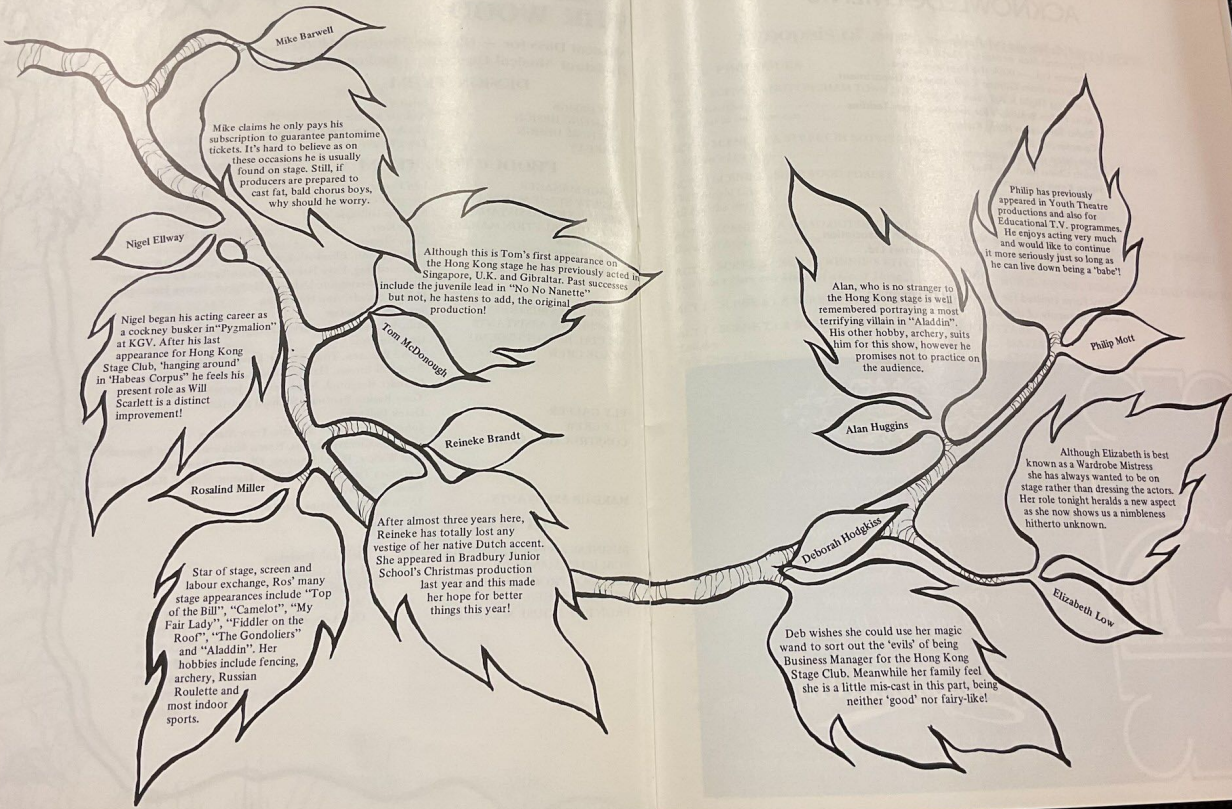 Mike Barwell
Mike claims he only pays his
subscription to guarantee pantomime
tickets. It's hard to believe as on
these occasions he is usually
found on stage. Still, if
producers are prepared to
cast fat, bald chorus boys,
why should he worry.
Nigel Ellway
Nigel began his acting career as
a cockney busker in "Pygmalion"
at KGV. After his last
appearance for Hong Kong
Stage Club, 'hanging around'
in 'Habeas Corpus" he feels his
present role as Will
Scarlett is a distinct
improvement!
Although this is Tom's first appearance on
the Hong Kong stage he has previously acted in
Singapore, U.K. and Gibraltar. Past successes
include the juvenile lead in "No No Nanette"
but not, he hastens to add, the original
production!
Tom McDonough
Reineke Brandt
After almost three years here,
Reineke has totally lost any
vestige of her native Dutch accent.
She appeared in Bradbury Junior
School's Christmas production
last year and this made
her hope for better
things this year!
Rosalind Miller
Star of stage, screen and
labour exchange, Ros' many
stage appearances include "Top
of the Bill", "Camelot", "My
Fair Lady", "Fiddler on the
Roof", "The Gondoliers"
and "Aladdin". Her
hobbies include fencing,
archery, Russian
Roulette and
most indoor
sports.
Philip has previously
appeared in Youth Theatre
productions and also for
Educational T.V. programmes.
He enjoys acting very much
and would like to continue
it more seriously just so long as
he can live down being a 'babe'!
Philip Mott
Alan, who is no stranger to
the Hong Kong stage is well
remembered portraying a most
terrifying villain in "Aladdin".
His other hobby, archery, suits
him for this show, however he
promises not to practice on
the audience.
Alan Huggins
Although Elizabeth is best
known as a Wardrobe Mistress
she has always wanted to be on
stage rather than dressing the actors.
Her role tonight heralds a new aspect
as she now shows us a nimbleness
hitherto unknown.
Elizabeth Low
Deborah Hodgkiss
Deb wishes she could use her magic
wand to sort out the 'evils' of being
Business Manager for the Hong Kong
Stage Club. Meanwhile her family feel
she is a little mis-cast in this part, being
neither 'good' nor fairy-like!